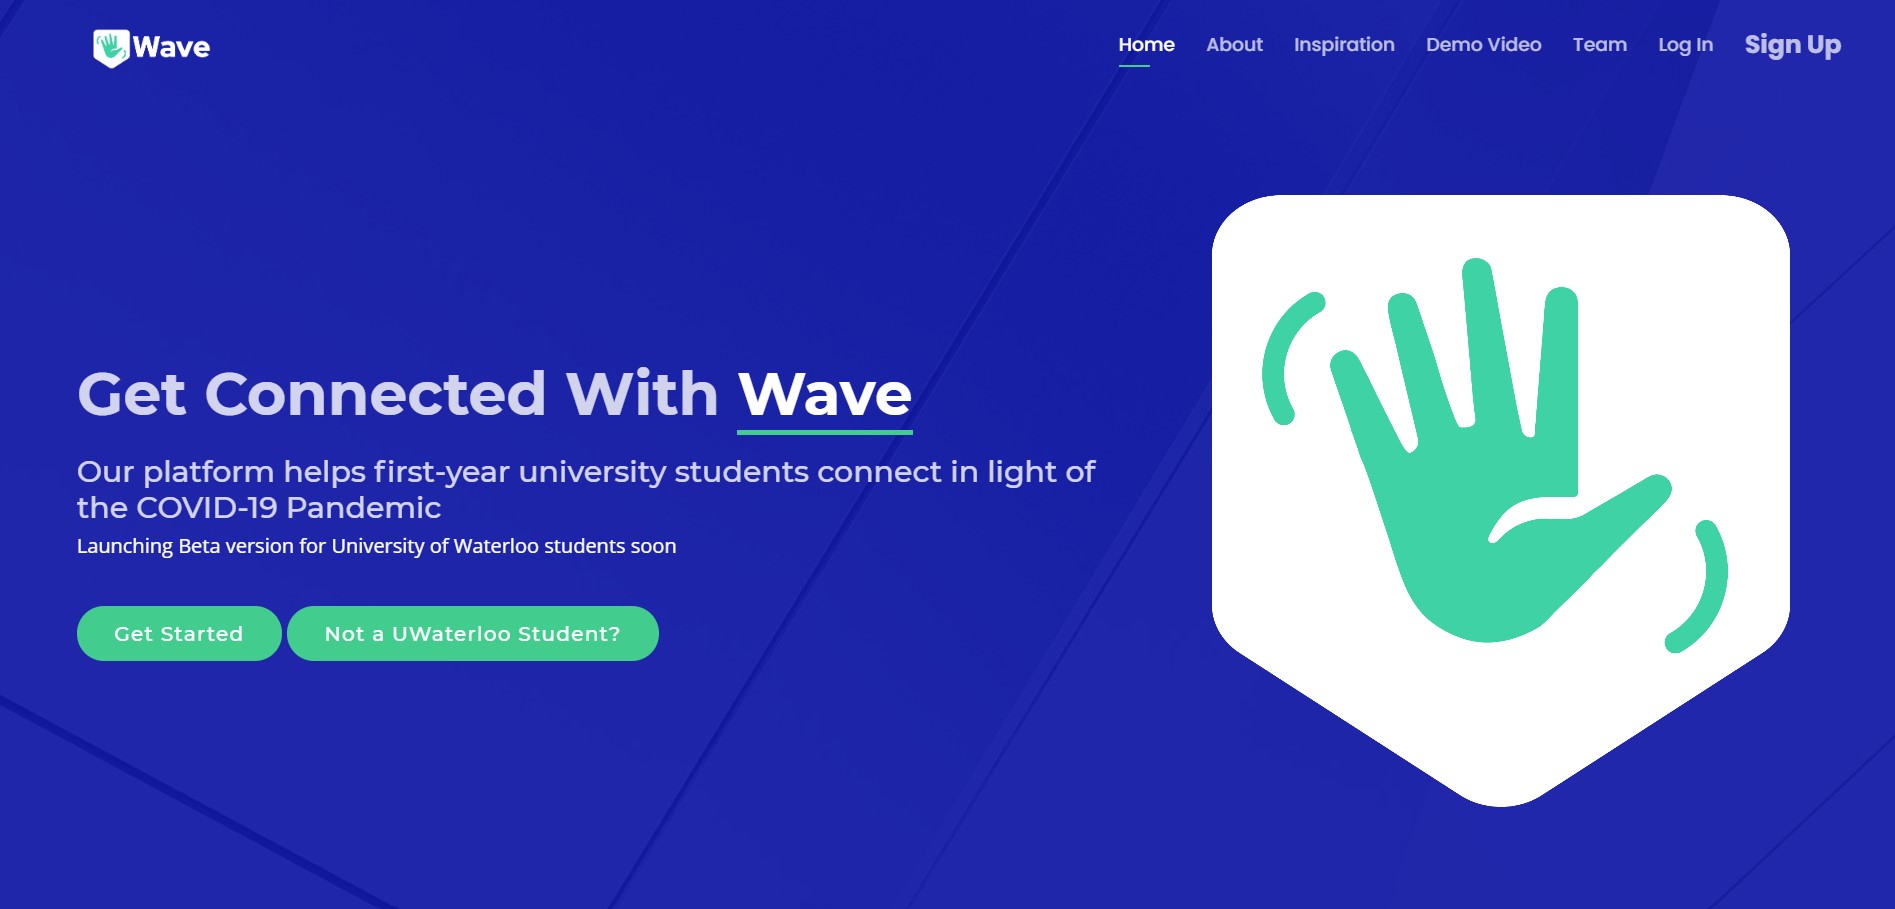 Wave
Home About Inspiration Demo Video Team Log In Sign Up
Get Connected With Wave
Our platform helps first-year university students connect in light of
the COVID-19 Pandemic
Launching Beta version for University of Waterloo students soon
Get Started Not a UWaterloo Student?